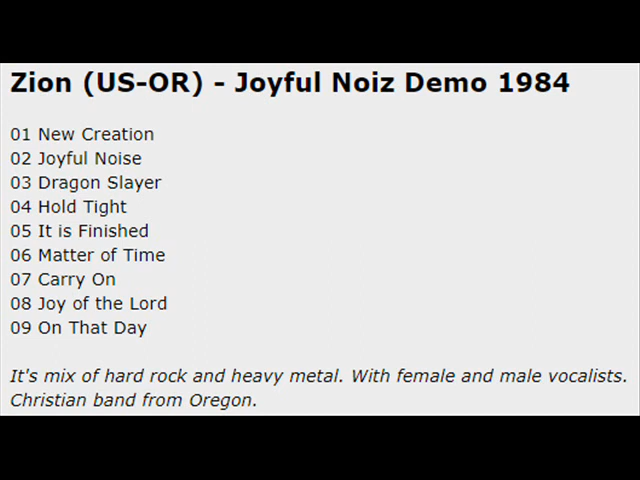 Zion (US-OR) - Joyful Noiz Demo 1984
01 New Creation
02 Joyful Noise
03 Dragon Slayer
04 Hold Tight
05 It is Finished
06 Matter of Time
07 Carry On
08 Joy of the Lord
09 On That Day
It's mix of hard rock and heavy metal. With female and male vocalists.
Christian band from Oregon.